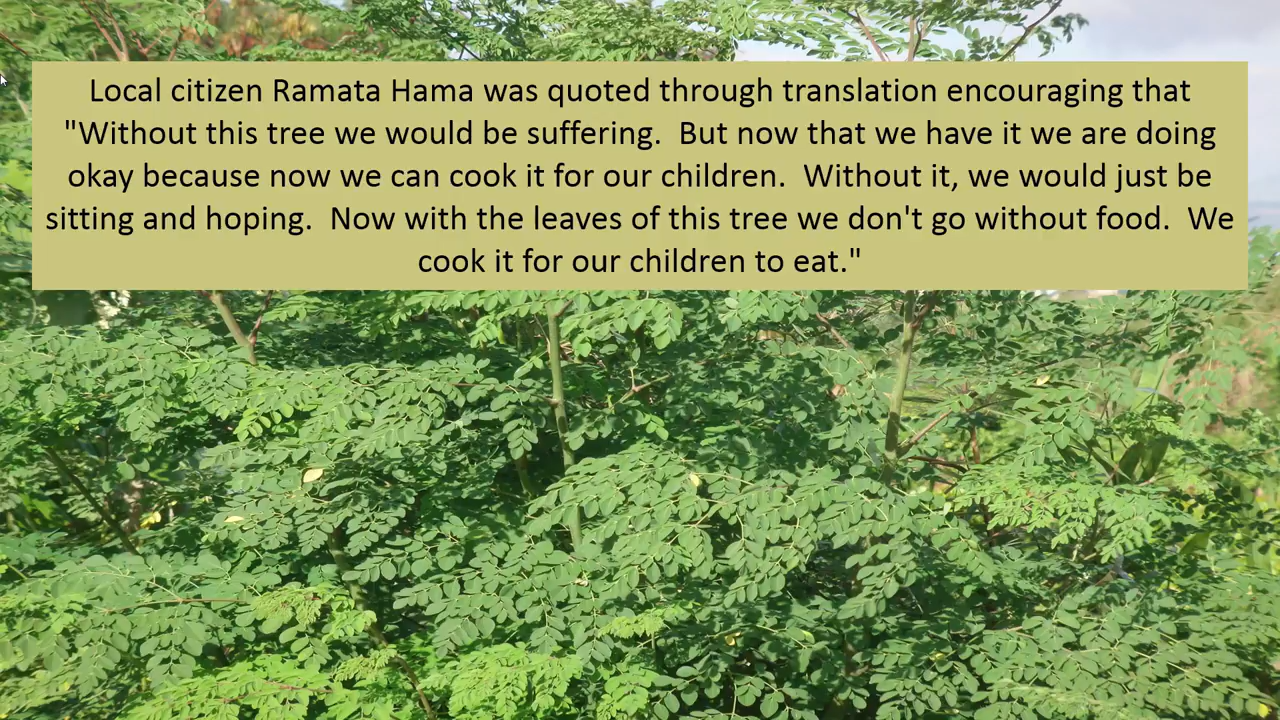 Local citizen Ramata Hama was quoted through translation encouraging that
"Without this tree we would be suffering.  But now that we have it we are doing
okay because now we can cook it for our children.  Without it, we would just be
sitting and hoping.  Now with the leaves of this tree we don't go without food.  We
cook it for our children to eat."